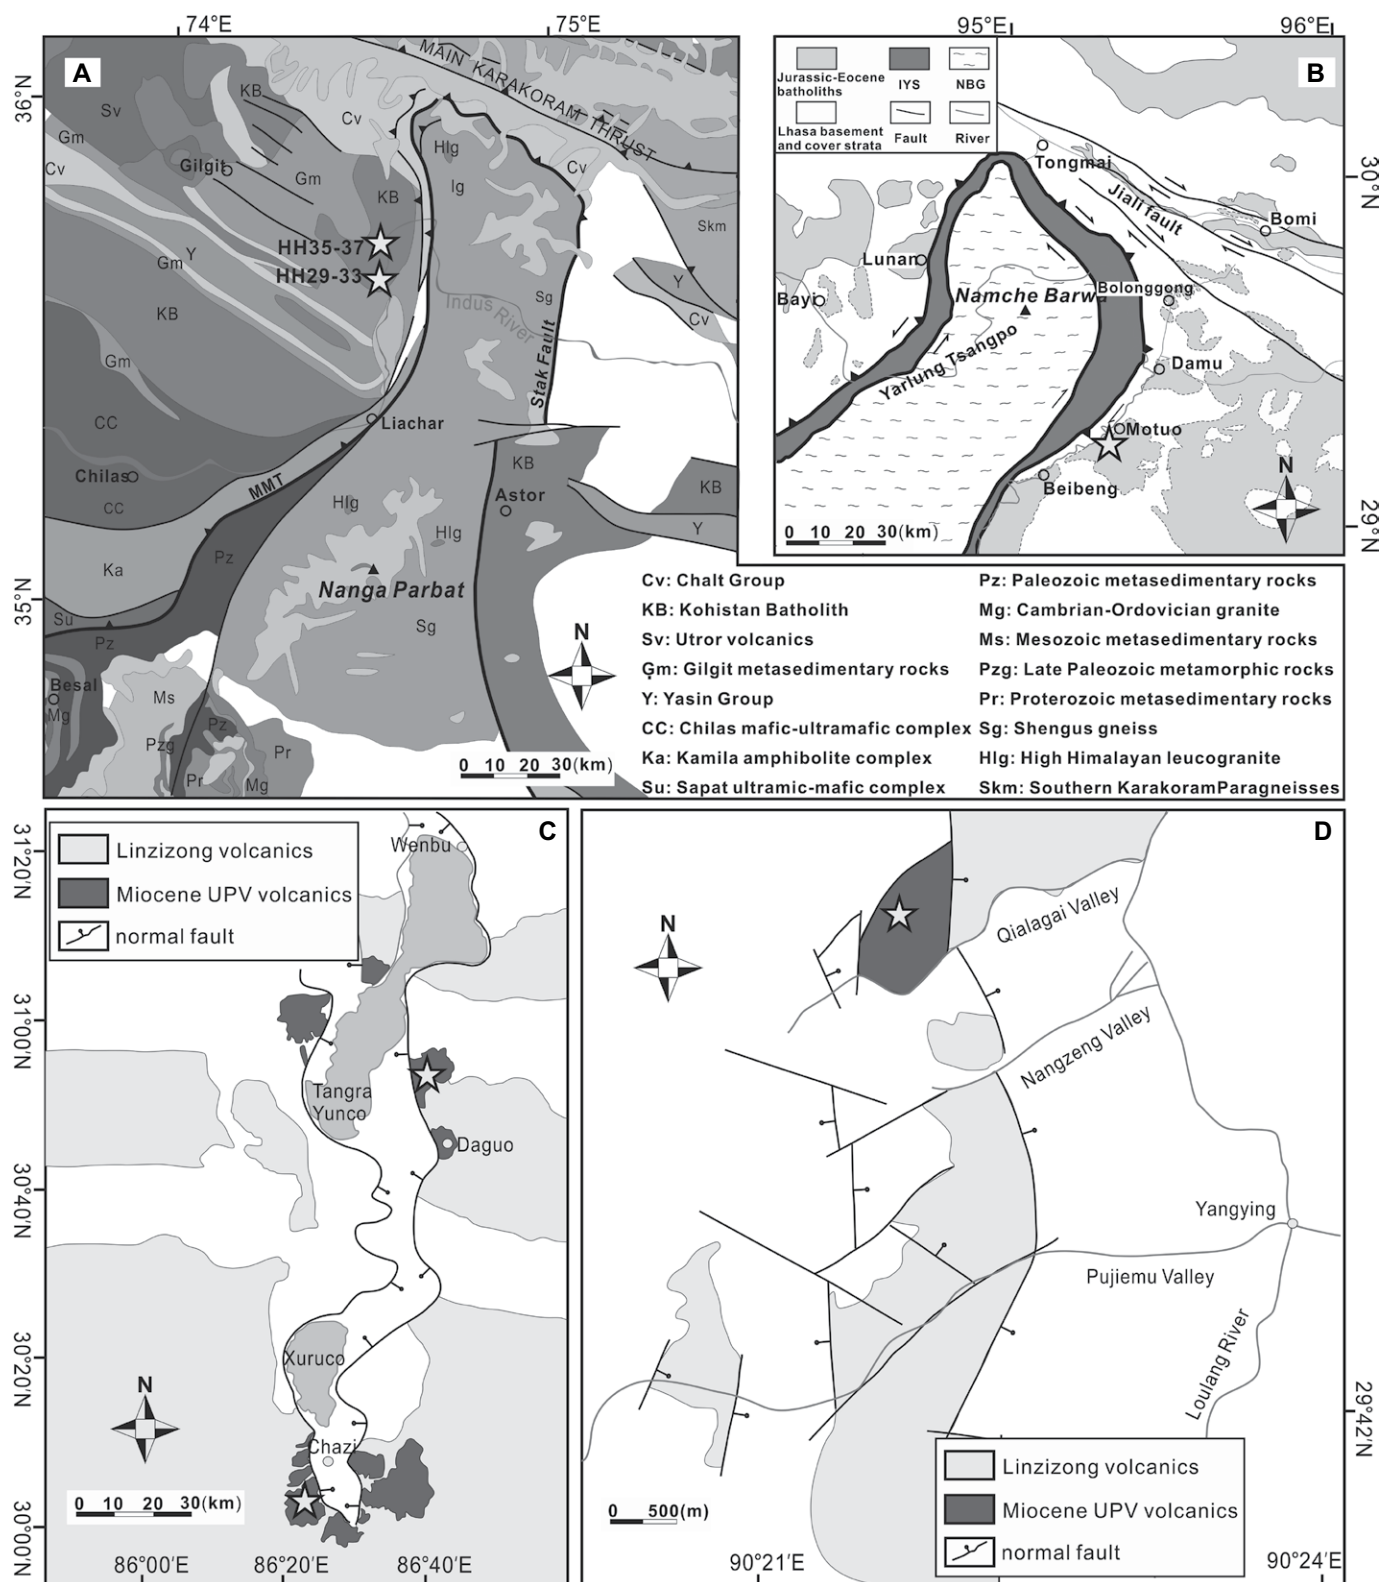 74°E
75°E
95°E
96°E
A
MAIN KARAKORAM THRUST
36°N
Sv
KB
Cv
Gm
Hlg
Cv
Cv
Gilgit
Gm
Ig
KB
Skm
HH35-37
HH29-33
Y
Gm
KB
Indus River
Sg
Y
Cv
Gm
Stak Fault
CC
Liachar
Chilas
CC
MMT
KB
Astor
KB
Hlg
Hlg
Y
Pz
Ka
Nanga Parbat
35°N
Su
Sg
Pz
N
Besal
Mg
Ms
Pz
Pzg
Pr
Pr
Mg
0 10 20 30(km)
B
Jurassic-Eocene
batholiths
IYS
NBG
Lhasa basement
and cover strata
Fault
River
Tongmai
30°N
Jiali fault
Bomi
Lunan
Bayi
Namche Barwa
Bolonggong
Yarlung Tsangpo
Damu
Motuo
Beibeng
N
29°N
0 10 20 30(km)
Cv: Chalt Group
KB: Kohistan Batholith
Sv: Utror volcanics
Gm: Gilgit metasedimentary rocks
Y: Yasin Group
CC: Chilas mafic-ultramafic complex
Ka: Kamila amphibolite complex
Su: Sapat ultramic-mafic complex
Pz: Paleozoic metasedimentary rocks
Mg: Cambrian-Ordovician granite
Ms: Mesozoic metasedimentary rocks
Pzg: Late Paleozoic metamorphic rocks
Pr: Proterozoic metasedimentary rocks
Sg: Shengus gneiss
Hlg: High Himalayan leucogranite
Skm: Southern KarakoramParagneisses
C
Linzizong volcanics
Miocene UPV volcanics
normal fault
31°20′N
Wenbu
31°00′N
Tangra
Yunco
Daguo
30°40′N
30°20′N
Xuruco
N
Chazi
0 10 20 30(km)
30°00′N
86°00′E
86°20′E
86°40′E
D
N
Qialagai Valley
Nangzeng Valley
Yangying
Pujiemu Valley
Loulang River
29°42′N
0 500(m)
Linzizong volcanics
Miocene UPV volcanics
normal fault
90°21′E
90°24′E